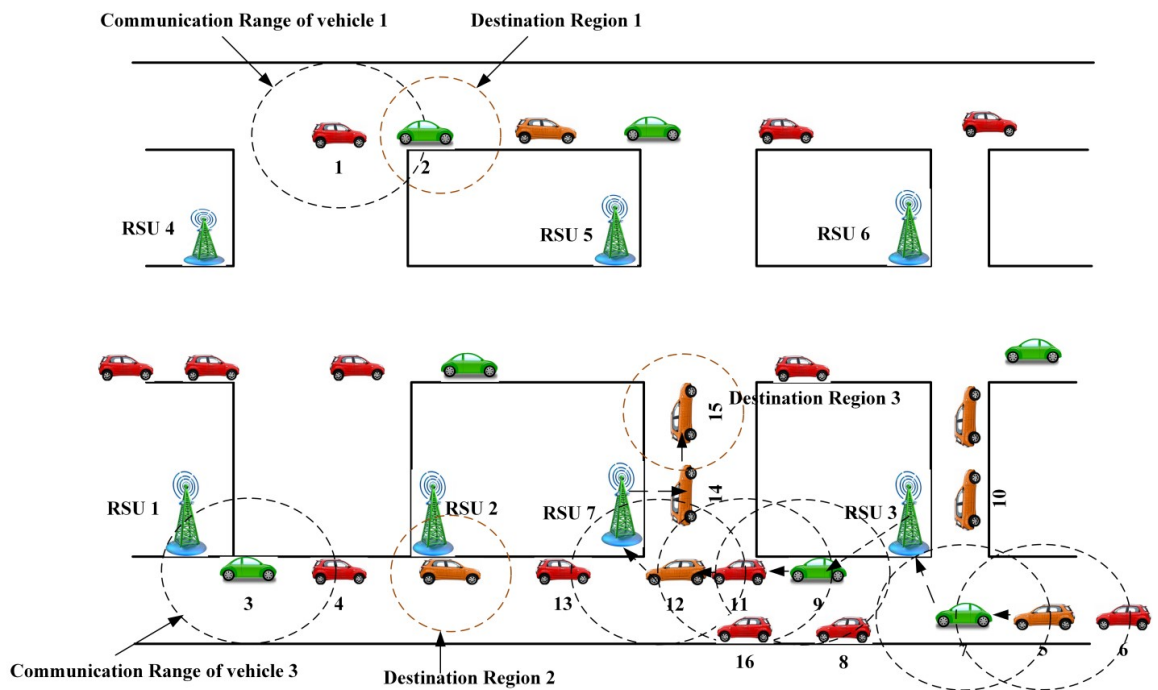 Communication Range of vehicle 1
Destination Region 1
1
2
RSU 4
RSU 5
RSU 6
Destination Region 3
15
RSU 1
RSU 2
RSU 7
14
RSU 3
10
3
4
13
12
11
9
16
8
7
5
6
Communication Range of vehicle 3
Destination Region 2